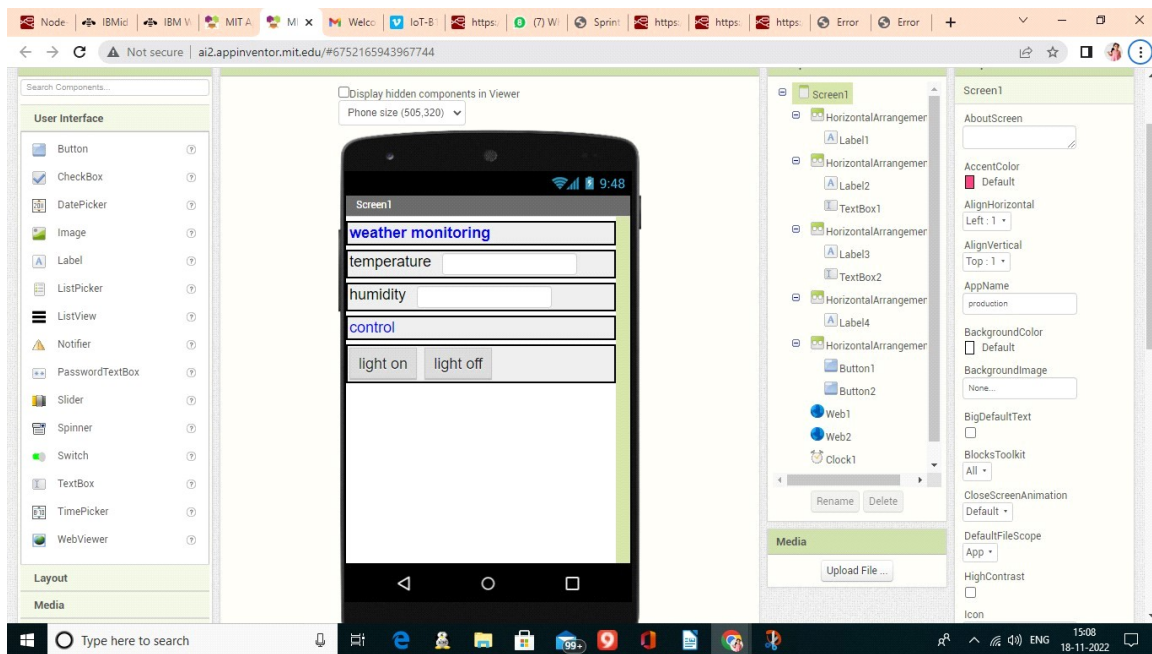 Node-
IBMid
IBM W
MIT A
MI
Welco
IoT-B
https:
(7) W
Sprint
https:
https:
https:
Error
Error
Not secure | ai2.appinventor.mit.edu/#6752165943967744
Search Components...
User Interface
Button
CheckBox
DatePicker
Image
Label
ListPicker
ListView
Notifier
PasswordTextBox
Slider
Spinner
Switch
TextBox
TimePicker
WebViewer
Layout
Media
Display hidden components in Viewer
Phone size (505,320)
9:48
Screen1
weather monitoring
temperature
humidity
control
light on light off
Screen1
HorizontalArrangemer
Label1
HorizontalArrangemer
Label2
TextBox1
HorizontalArrangemer
Label3
TextBox2
HorizontalArrangemer
Label4
HorizontalArrangemer
Button1
Button2
Web1
Web2
Clock1
Rename Delete
Media
Upload File ...
Screen1
AboutScreen
AccentColor
Default
AlignHorizontal
Left : 1
AlignVertical
Top : 1
AppName
production
BackgroundColor
Default
BackgroundImage
None...
BigDefaultText
BlocksToolkit
All
CloseScreenAnimation
Default
DefaultFileScope
App
HighContrast
Icon
Type here to search
99+
ENG
15:08
18-11-2022